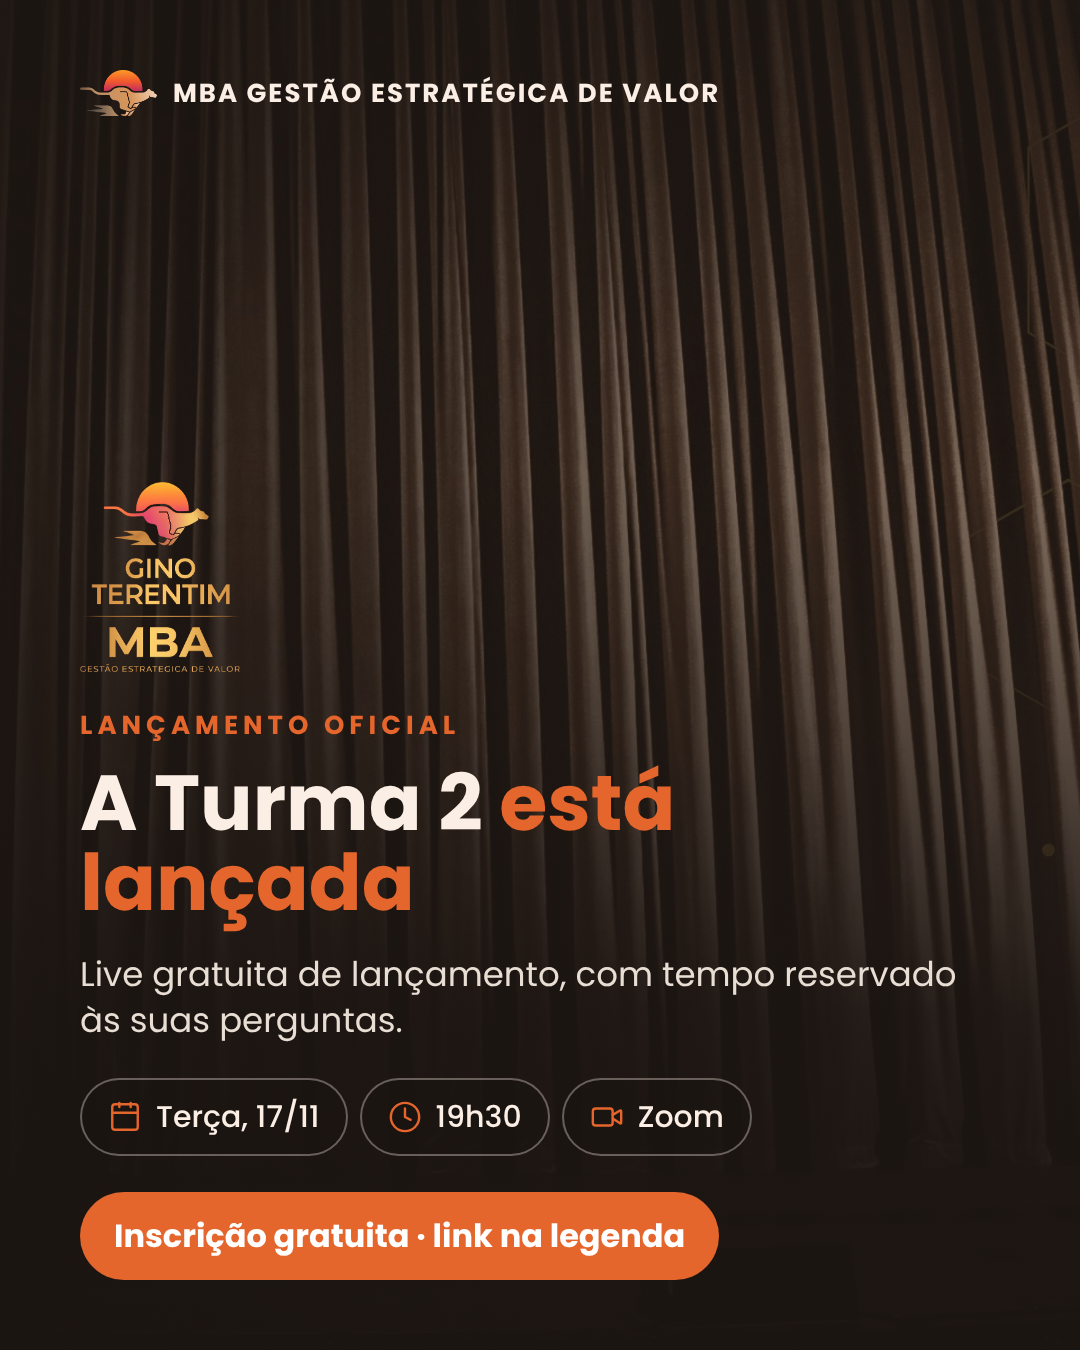 MBA GESTÃO ESTRATÉGICA DE VALOR
GINO
TERENTIM
MBA
GESTÃO ESTRATEGICA DE VALOR
LANÇAMENTO OFICIAL
A Turma 2 está
lançada
Live gratuita de lançamento, com tempo reservado
às suas perguntas.
Terça, 17/11
19h30
Zoom
Inscrição gratuita · link na legenda